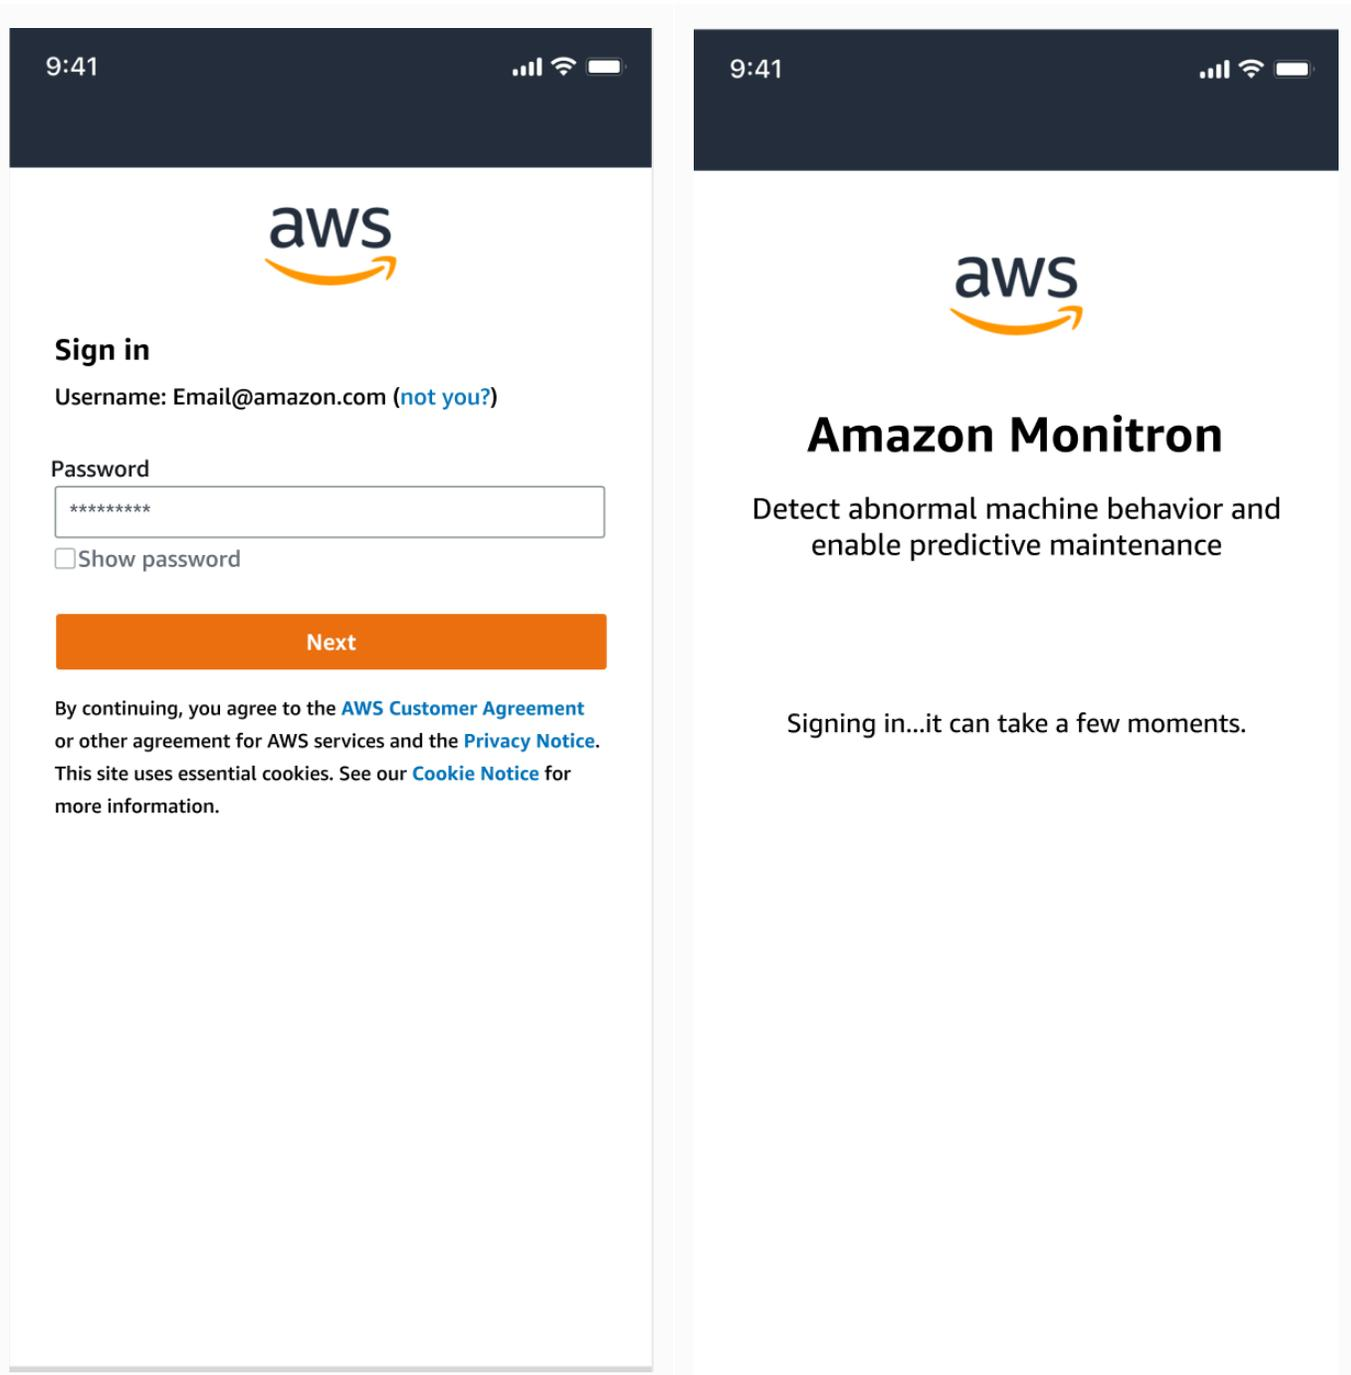 9:41
aws
Sign in
Username: Email@amazon.com (not you?)
Password
*********
Show password
Next
By continuing, you agree to the AWS Customer Agreement
or other agreement for AWS services and the Privacy Notice.
This site uses essential cookies. See our Cookie Notice for
more information.
9:41
aws
Amazon Monitron
Detect abnormal machine behavior and
enable predictive maintenance
Signing in...it can take a few moments.